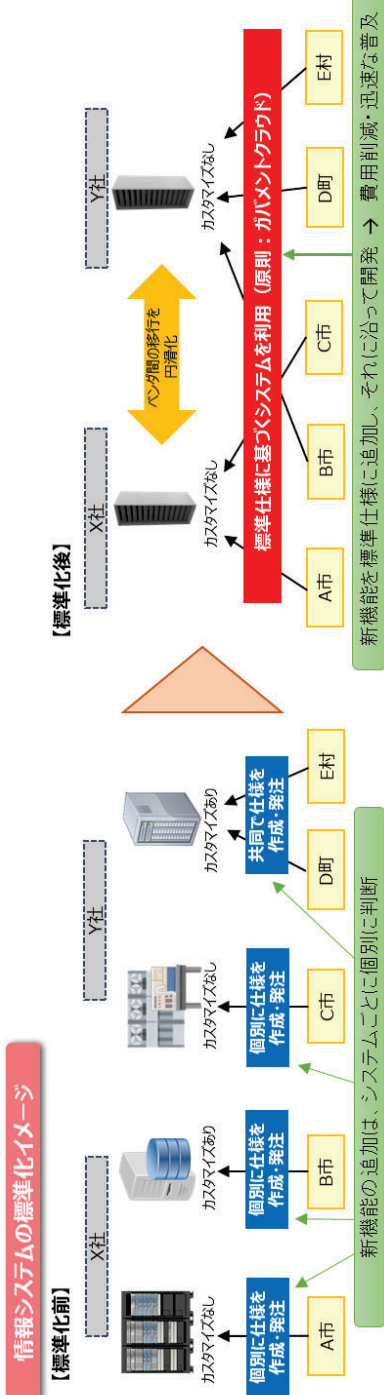 情報システムの標準化イメージ
【標準化前】
X社
Y社
カスタマイズなし
カスタマイズあり
カスタマイズなし
カスタマイズあり
個別に仕様を
作成・発注
個別に仕様を
作成・発注
個別に仕様を
作成・発注
共同で仕様を
作成・発注
A市
B市
C市
D町
E村
新機能の追加は、システムごとに個別に判断
【標準化後】
X社
Y社
ベンダ間の移行を
円滑化
カスタマイズなし
カスタマイズなし
標準仕様に基づくシステムを利用（原則：ガバメントクラウド）
A市
B市
C市
D町
E村
新機能を標準仕様に追加し、それに沿って開発 → 費用削減・迅速な普及